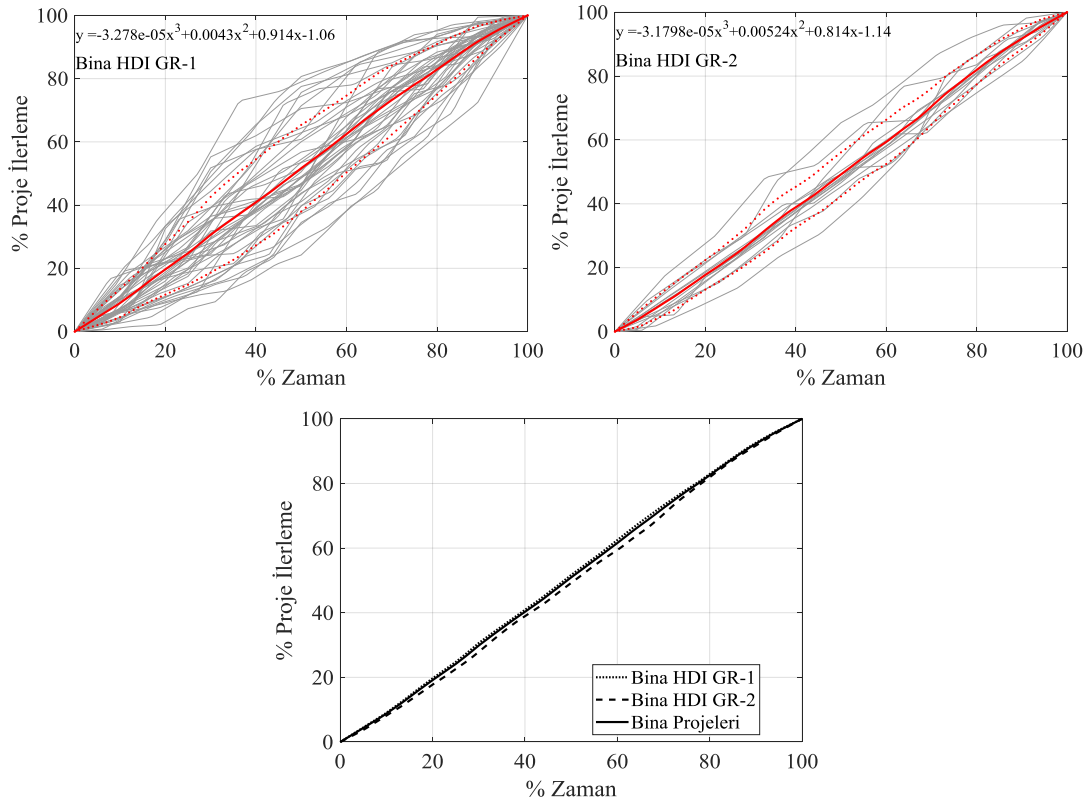 y =-3.278e-05x³+0.0043x²+0.914x-1.06
Bina HDI GR-1
100
80
60
40
20
0
% Proje İlerleme
0 20 40 60 80 100
% Zaman
y =-3.1798e-05x³+0.00524x²+0.814x-1.14
Bina HDI GR-2
100
80
60
40
20
0
% Proje İlerleme
0 20 40 60 80 100
% Zaman
100
80
60
40
20
0
% Proje İlerleme
Bina HDI GR-1
Bina HDI GR-2
Bina Projeleri
0 20 40 60 80 100
% Zaman